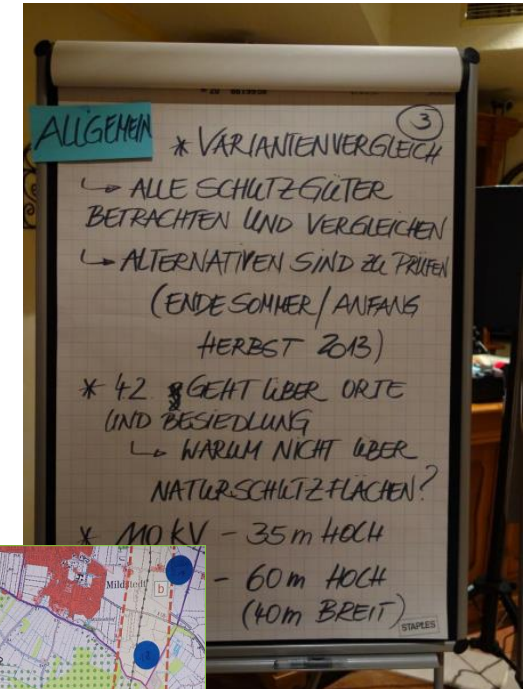 ALLGEMEIN
3
* VARIANTENVERGLEICH
↳ ALLE SCHUTZGÜTER
BETRACHTEN UND VERGLEICHEN
↳ ALTERNATIVEN SIND ZU PRÜFEN
(ENDE SOMMER/ANFANG
HERBST 2013)
* 42 GEHT ÜBER ORTE
UND BESIEDLUNG
↳ WARUM NICHT ÜBER
NATURSCHUTZFLÄCHEN?
* 110 KV - 35m HOCH
- 60m HOCH
(40m BREIT)
STAPLES
Mildstedt
b